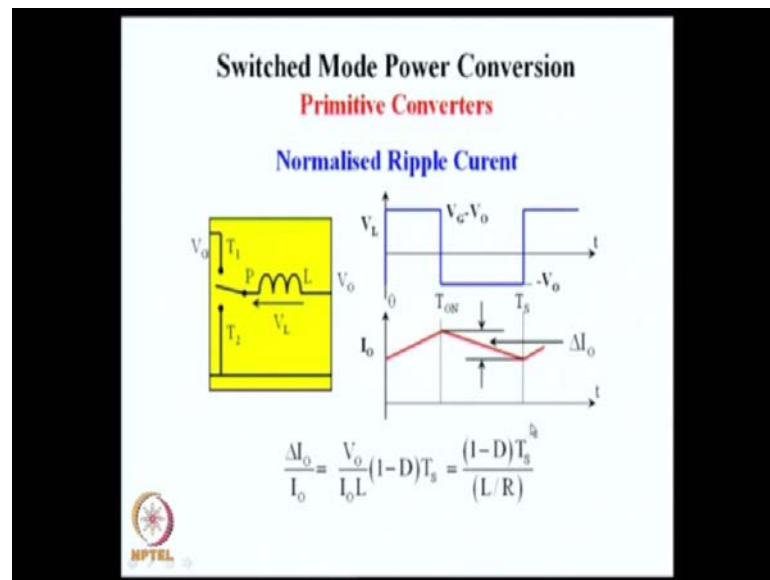 Switched Mode Power Conversion
Primitive Converters
Normalised Ripple Curent
V_O T_1 P L V_O
V_L
T_2
V_L V_G-V_O t
0 T_ON T_S -V_O
I_O ΔI_O
t
ΔI_O/I_O = V_O/(I_O L) (1-D)T_s = (1-D)T_s/(L/R)
NPTEL